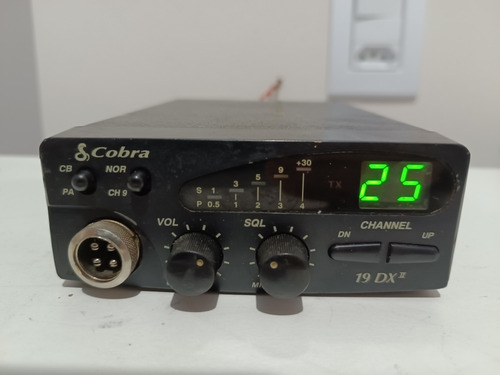 Cobra
CB NOR
PA CH 9
S 1 3 5 9 +30
P 0.5 1 2 3 4
TX
25
VOL SQL
CHANNEL
DN UP
19 DX II